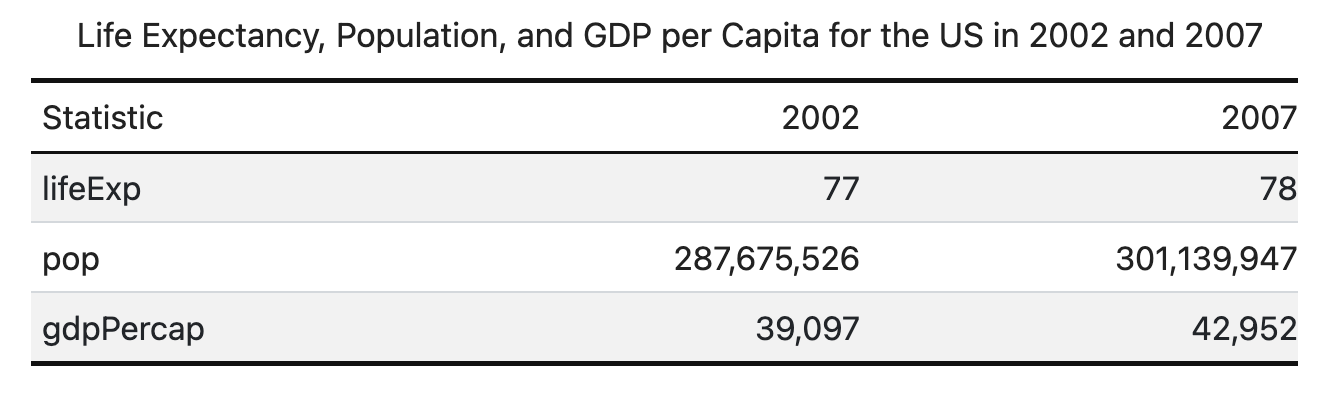 Life Expectancy, Population, and GDP per Capita for the US in 2002 and 2007
Statistic 2002 2007
lifeExp 77 78
pop 287,675,526 301,139,947
gdpPercap 39,097 42,952